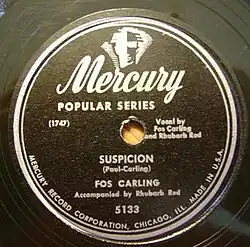 Mercury
POPULAR SERIES
(1747)
Vocal by
Fos Carling
and Rhubarb Red
SUSPICION
(Paul-Carling)
FOS CARLING
Accompanied by Rhubarb Red
5133
MERCURY RECORD CORPORATION, CHICAGO, ILL. MADE IN U.S.A.